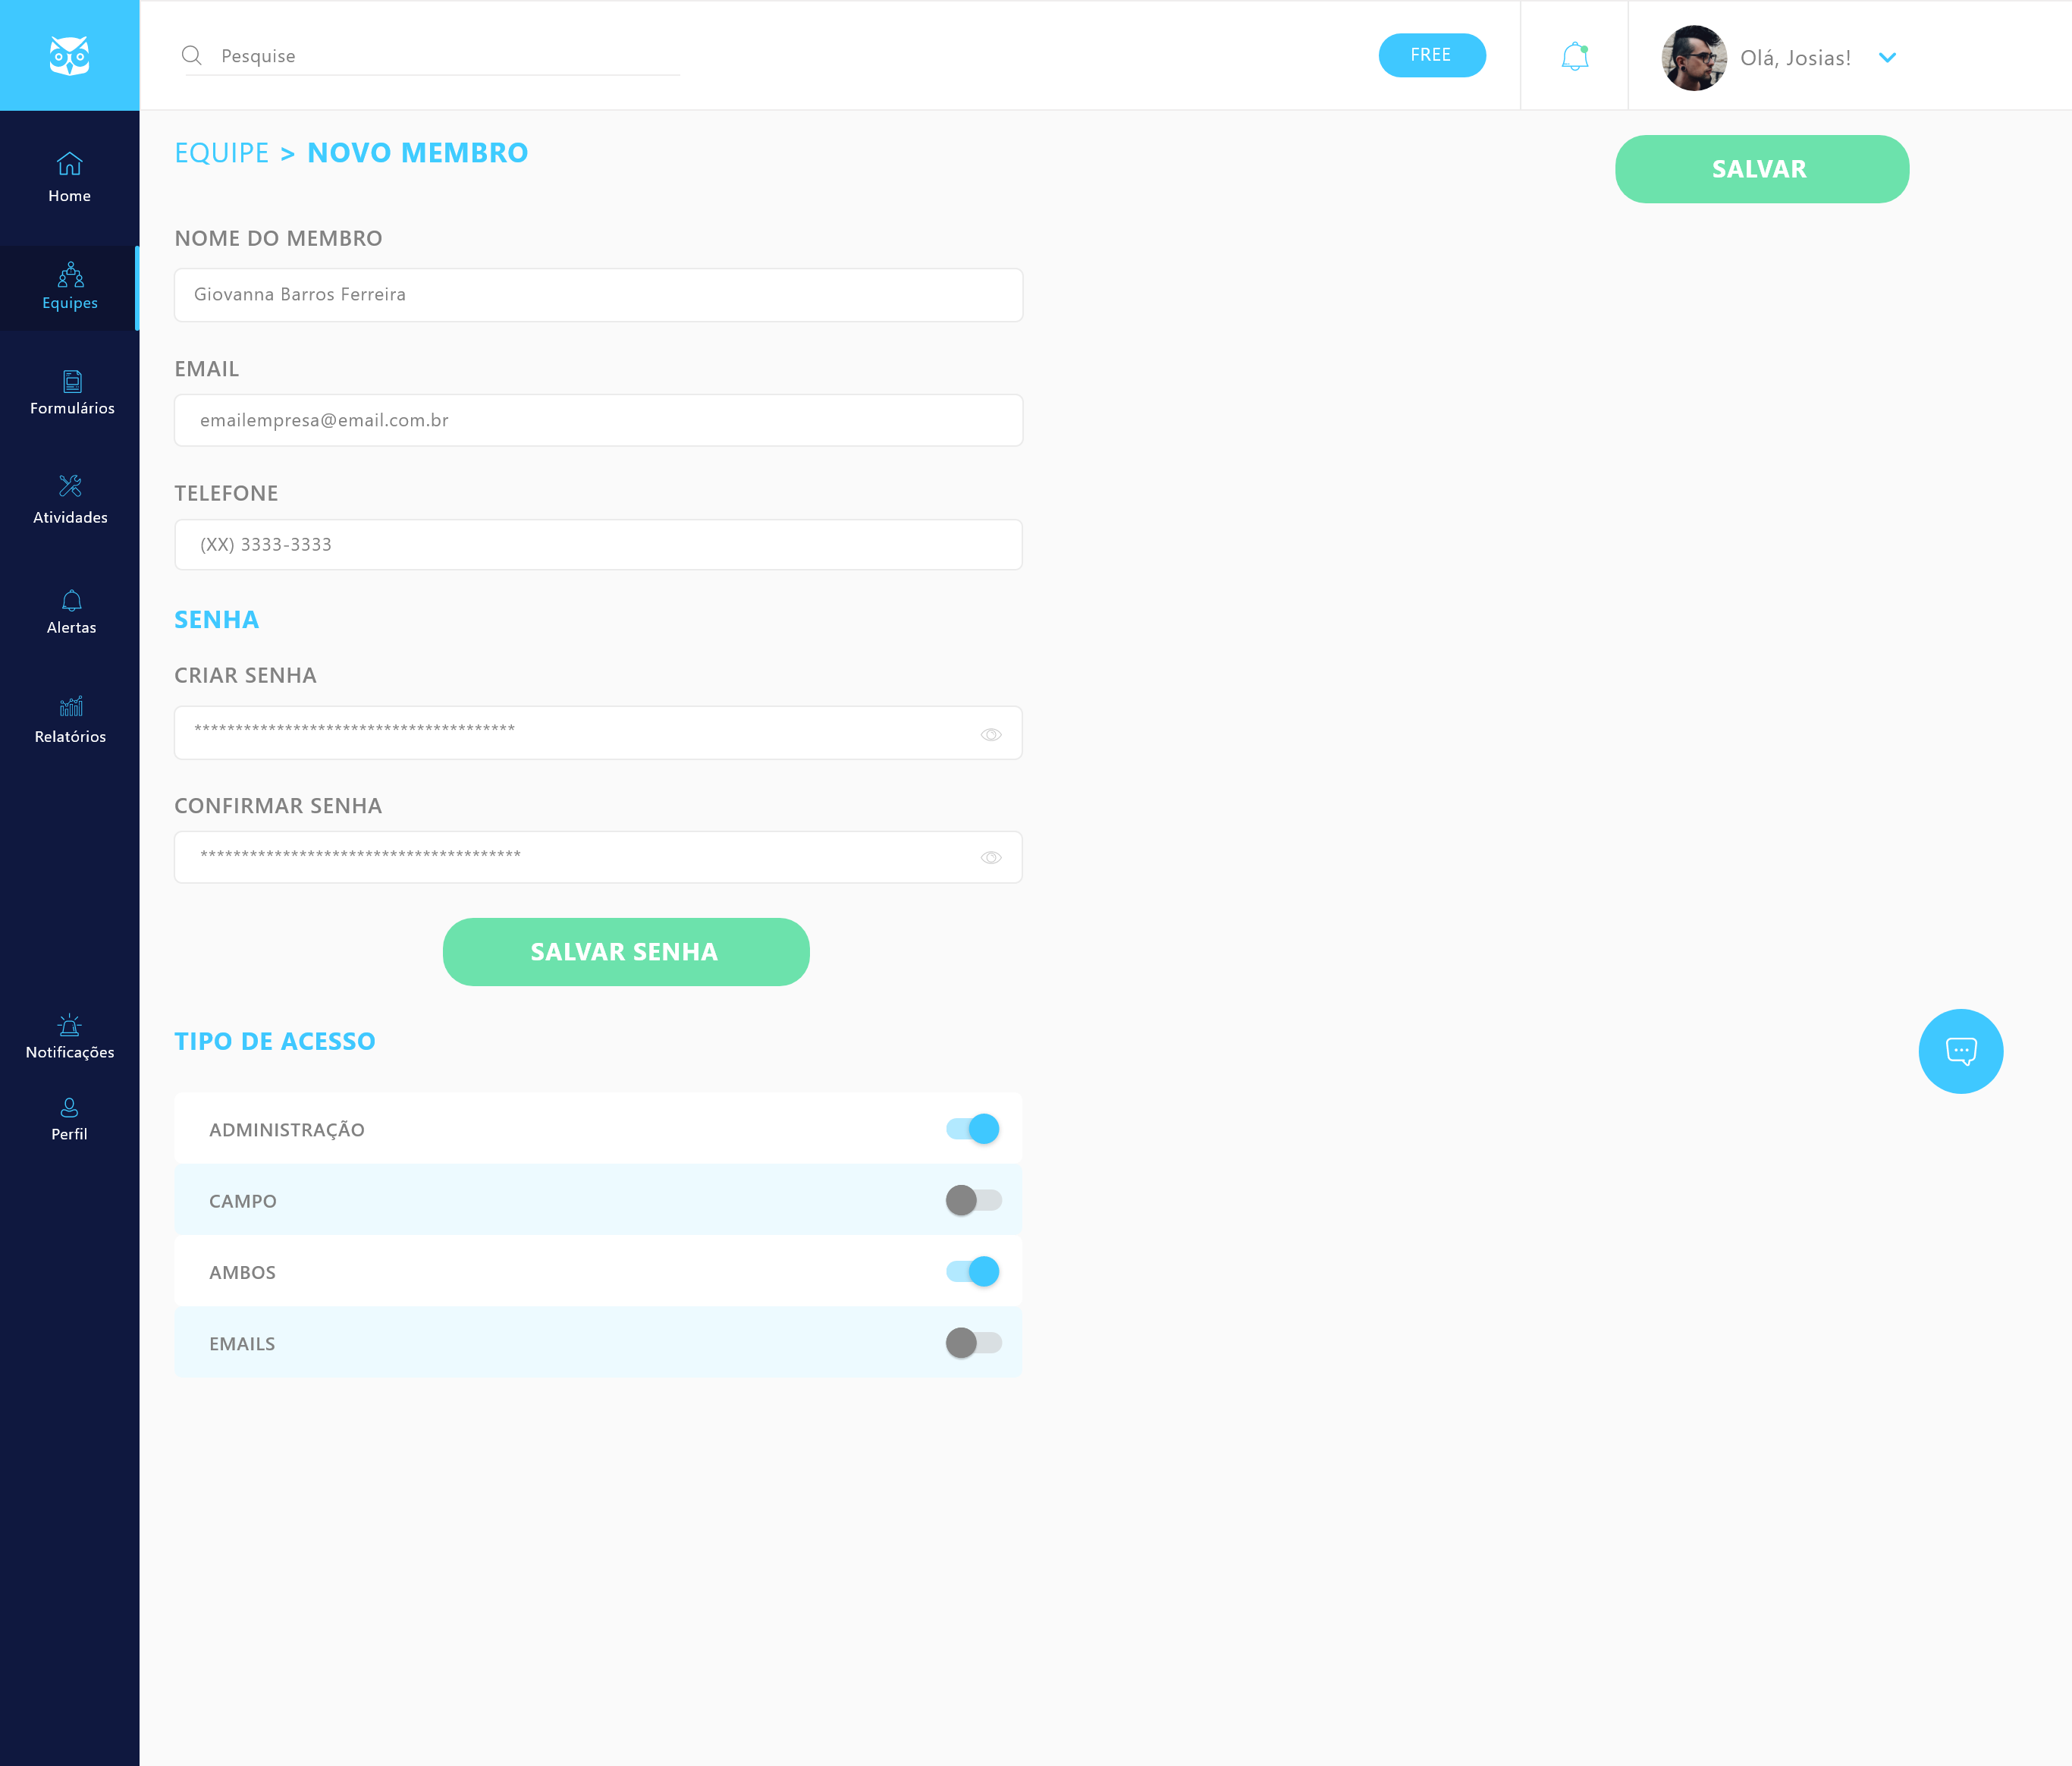 Pesquise
FREE
Olá, Josias!
EQUIPE > NOVO MEMBRO
SALVAR
Home
Equipes
Formulários
Atividades
Alertas
Relatórios
Notificações
Perfil
NOME DO MEMBRO
Giovanna Barros Ferreira
EMAIL
emailempresa@email.com.br
TELEFONE
(XX) 3333-3333
SENHA
CRIAR SENHA
***************************************
CONFIRMAR SENHA
***************************************
SALVAR SENHA
TIPO DE ACESSO
ADMINISTRAÇÃO
CAMPO
AMBOS
EMAILS